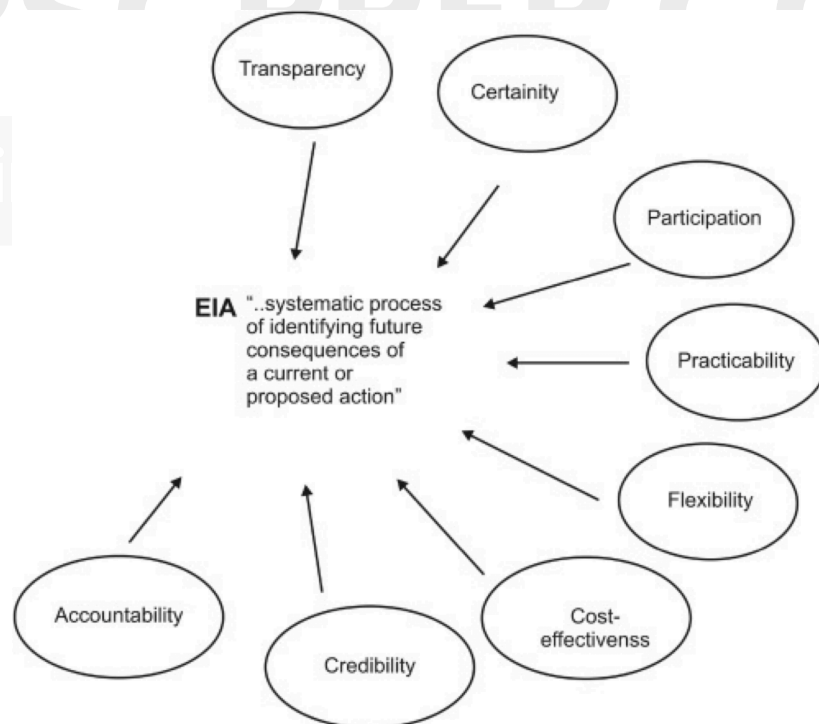 Transparency
Certainity
Participation
EIA "..systematic process
of identifying future
consequences of
a current or
proposed action"
Practicability
Flexibility
Accountability
Credibility
Cost-
effectivenss